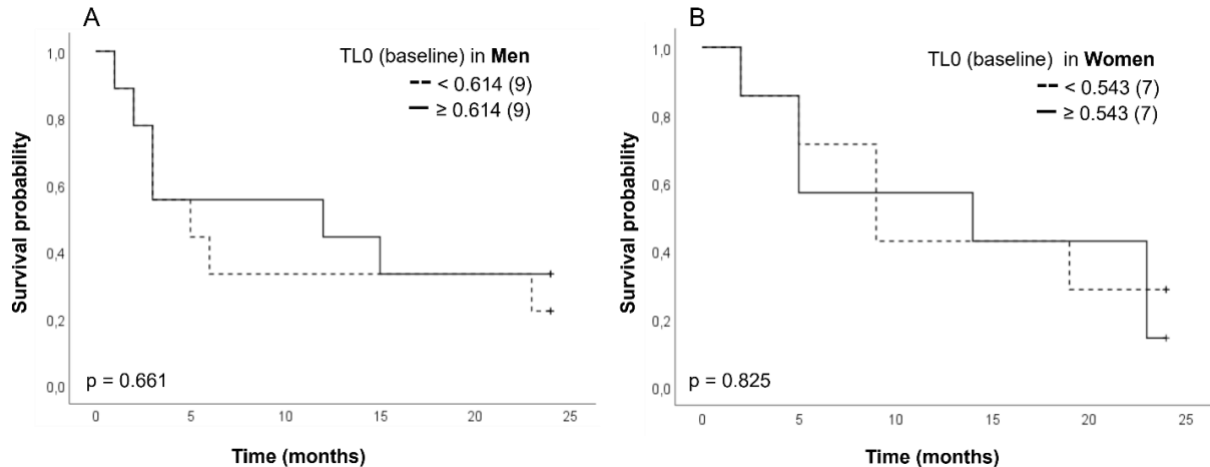 A
TL0 (baseline) in Men
< 0.614 (9)
≥ 0.614 (9)
Survival probability
1,0
0,8
0,6
0,4
0,2
0,0
p = 0.661
0 5 10 15 20 25
Time (months)
B
TL0 (baseline) in Women
< 0.543 (7)
≥ 0.543 (7)
Survival probability
1,0
0,8
0,6
0,4
0,2
0,0
p = 0.825
0 5 10 15 20 25
Time (months)